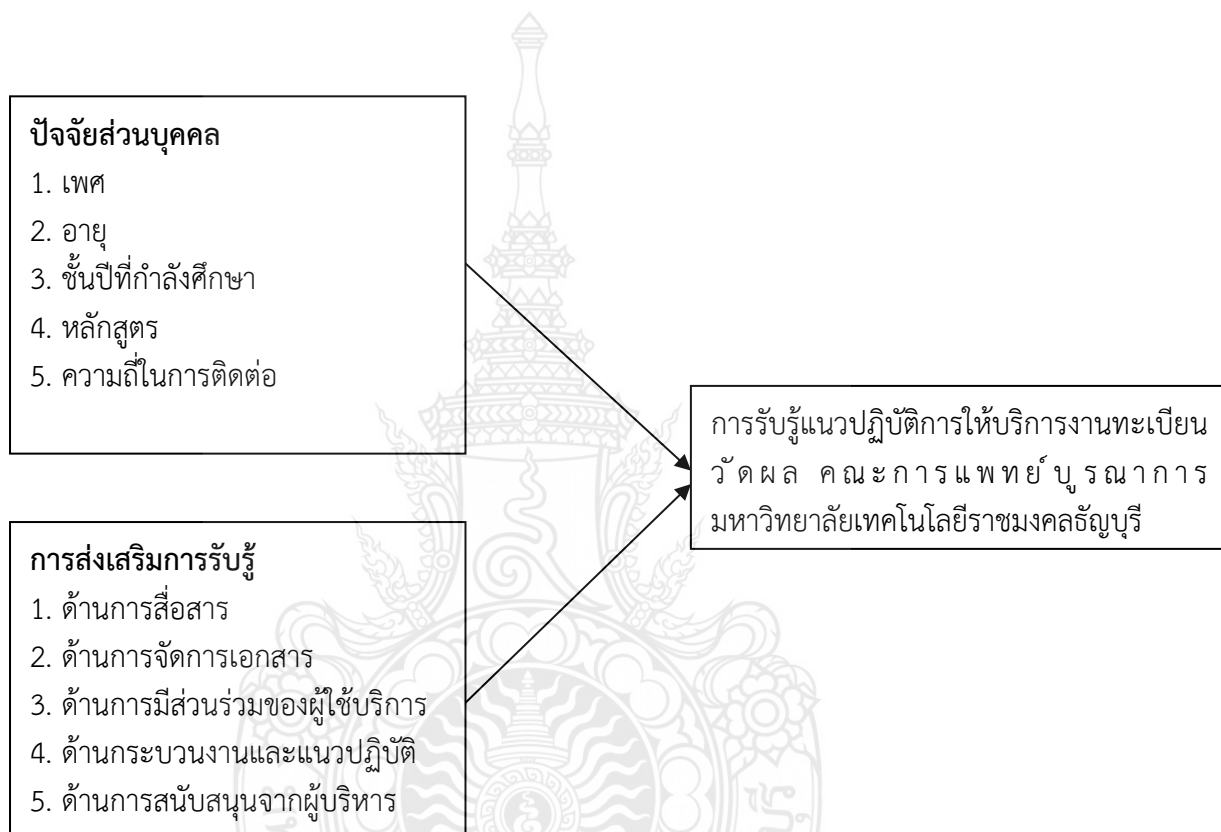 ปัจจัยส่วนบุคคล
1. เพศ
2. อายุ
3. ชั้นปีที่กำลังศึกษา
4. หลักสูตร
5. ความถี่ในการติดต่อ
การรับรู้แนวปฏิบัติการให้บริการงานทะเบียน
วัดผล คณะการแพทย์บูรณาการ
มหาวิทยาลัยเทคโนโลยีราชมงคลธัญบุรี
การส่งเสริมการรับรู้
1. ด้านการสื่อสาร
2. ด้านการจัดการเอกสาร
3. ด้านการมีส่วนร่วมของผู้ใช้บริการ
4. ด้านกระบวนงานและแนวปฏิบัติ
5. ด้านการสนับสนุนจากผู้บริหาร